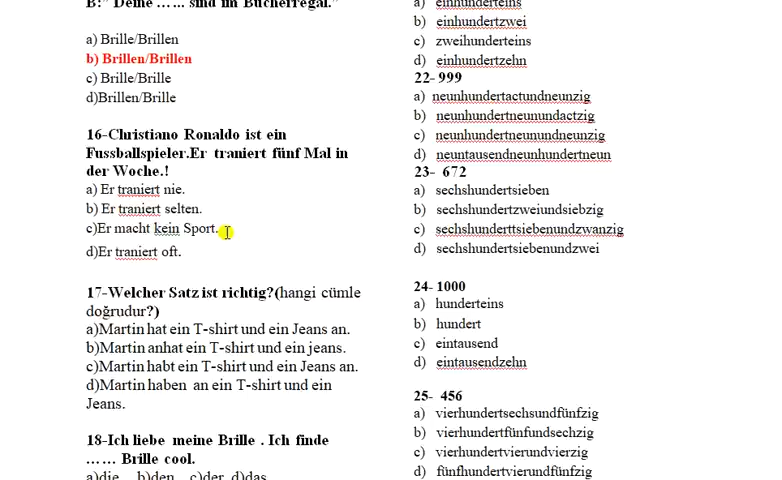 B:" Deine …… sind im Bücherregal."
a) Brille/Brillen
b) Brillen/Brillen
c) Brille/Brille
d)Brillen/Brille
16-Christiano Ronaldo ist ein
Fussballspieler.Er traniert fünf Mal in
der Woche.!
a) Er traniert nie.
b) Er traniert selten.
c)Er macht kein Sport.
d)Er traniert oft.
17-Welcher Satz ist richtig?(hangi cümle
doğrudur?)
a)Martin hat ein T-shirt und ein Jeans an.
b)Martin anhat ein T-shirt und ein jeans.
c)Martin habt ein T-shirt und ein Jeans an.
d)Martin haben an ein T-shirt und ein
Jeans.
18-Ich liebe meine Brille . Ich finde
…… Brille cool.
a)die b)den c)der d)das
a) einhunderteins
b) einhundertzwei
c) zweihunderteins
d) einhundertzehn
22- 999
a) neunhundertactundneunzig
b) neunhundertneunundactzig
c) neunhundertneunundneunzig
d) neuntausendneunhundertneun
23- 672
a) sechshundertsieben
b) sechshundertzweiundsiebzig
c) sechshunderttsiebenundzwanzig
d) sechshundertsiebenundzwei
24- 1000
a) hunderteins
b) hundert
c) eintausend
d) eintausendzehn
25- 456
a) vierhundertsechsundfünfzig
b) vierhundertfünfundsechzig
c) vierhundertvierundvierzig
d) fünfhundertvierundfünfzig